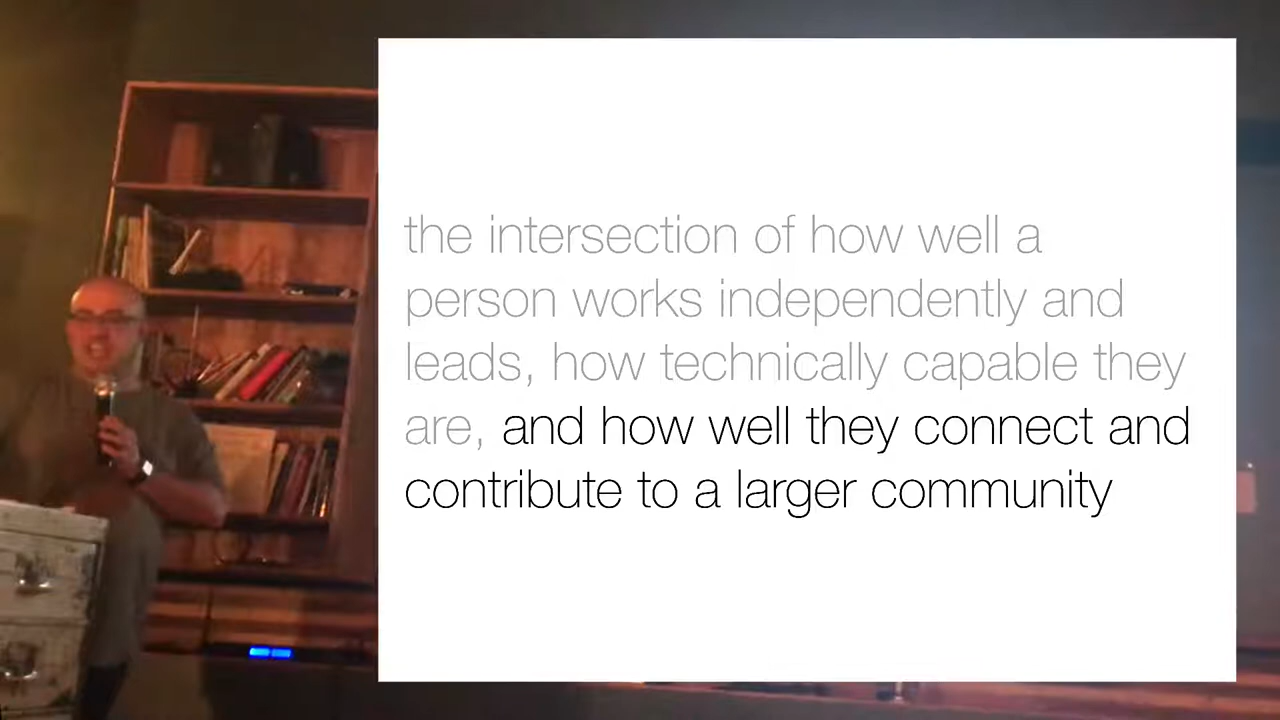 the intersection of how well a
person works independently and
leads, how technically capable they
are, and how well they connect and
contribute to a larger community